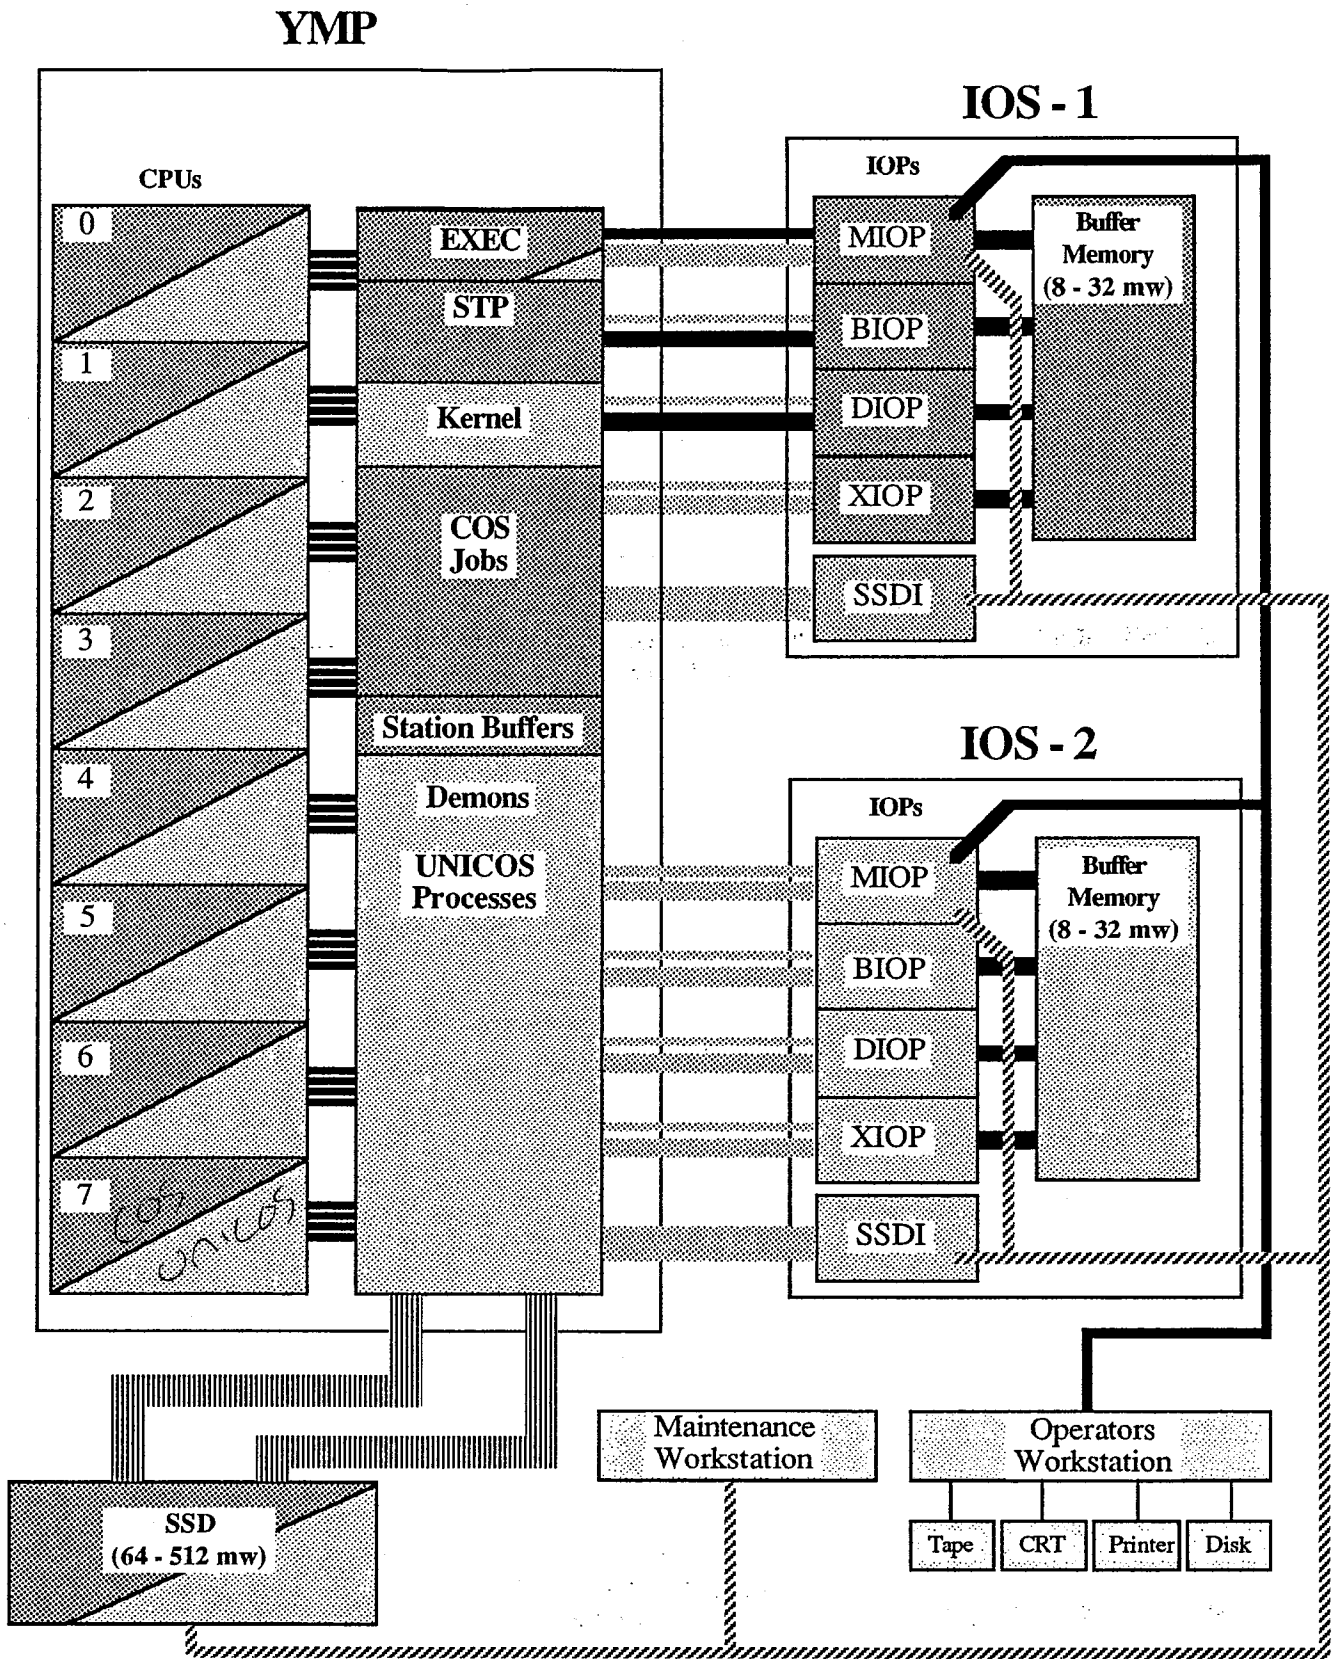 YMP
CPUs
0
1
2
3
4
5
6
7
COS
UNICOS
EXEC
STP
Kernel
COS
Jobs
Station Buffers
Demons
UNICOS
Processes
IOS - 1
IOPs
MIOP
BIOP
DIOP
XIOP
SSDI
Buffer
Memory
(8 - 32 mw)
IOS - 2
IOPs
MIOP
BIOP
DIOP
XIOP
SSDI
Buffer
Memory
(8 - 32 mw)
SSD
(64 - 512 mw)
Maintenance
Workstation
Operators
Workstation
Tape
CRT
Printer
Disk